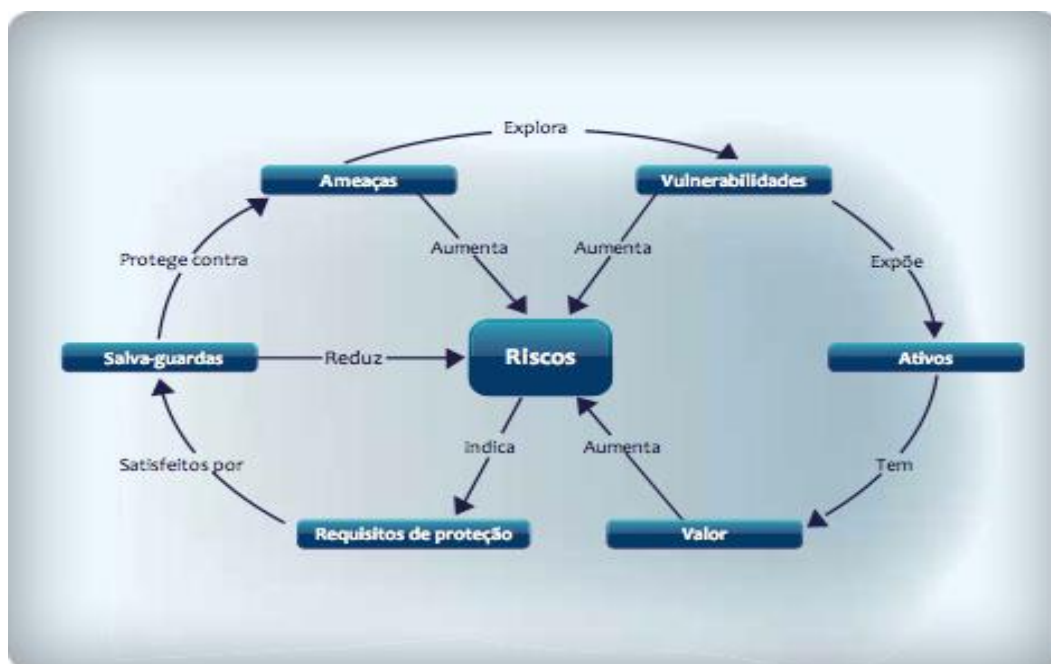 Explora
Ameaças
Vulnerabilidades
Aumenta
Aumenta
Protege contra
Expõe
Salva-guardas
Reduz
Riscos
Ativos
Indica
Aumenta
Satisfeitos por
Tem
Requisitos de proteção
Valor